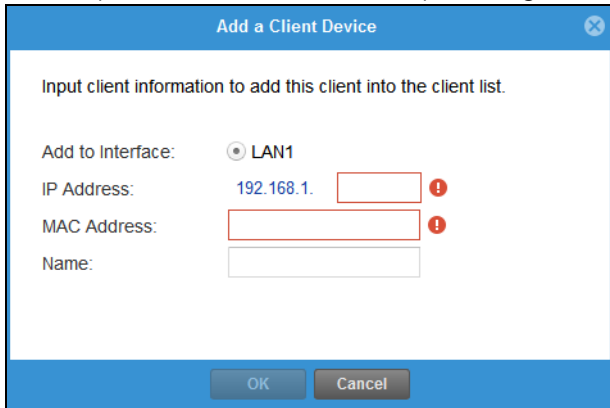 Add a Client Device
Input client information to add this client into the client list.
Add to Interface: LAN1
IP Address: 192.168.1.
MAC Address:
Name:
OK Cancel